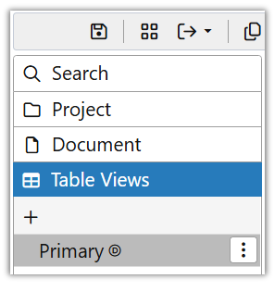 Search
Project
Document
Table Views
+
Primary Ⓓ